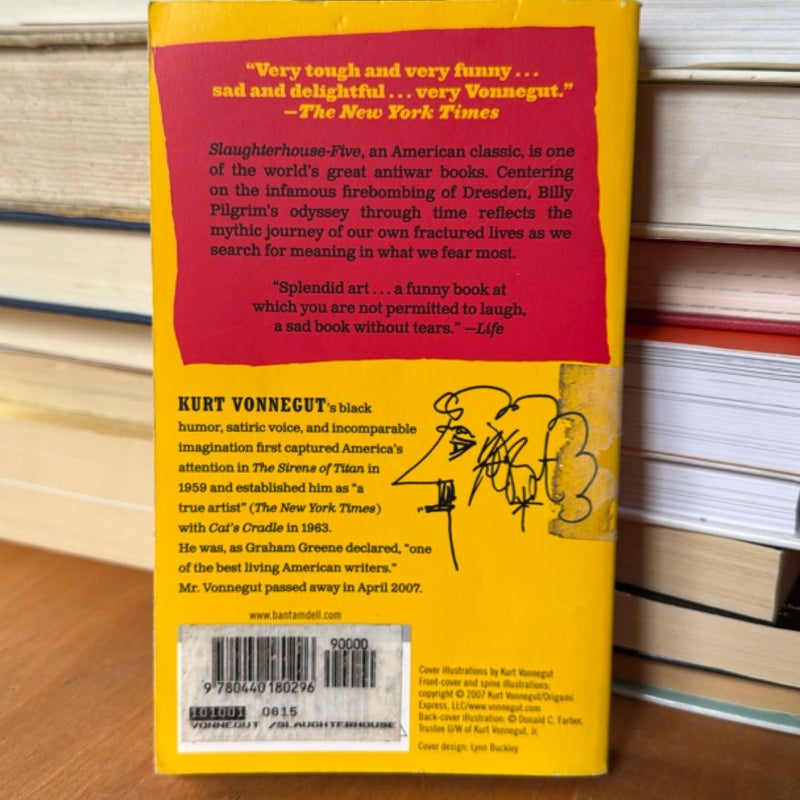 “Very tough and very funny . . .
sad and delightful . . . very Vonnegut.”
—The New York Times
Slaughterhouse-Five, an American classic, is one
of the world’s great antiwar books. Centering
on the infamous firebombing of Dresden, Billy
Pilgrim’s odyssey through time reflects the
mythic journey of our own fractured lives as we
search for meaning in what we fear most.
“Splendid art . . . a funny book at
which you are not permitted to laugh,
a sad book without tears.” —Life
KURT VONNEGUT’s black
humor, satiric voice, and incomparable
imagination first captured America’s
attention in The Sirens of Titan in
1959 and established him as “a
true artist” (The New York Times)
with Cat’s Cradle in 1963.
He was, as Graham Greene declared, “one
of the best living American writers.”
Mr. Vonnegut passed away in April 2007.
www.bantamdell.com
90000
9 780440 180296
101001 0815
VONNEGUT /SLAUGHTERHOUSE
Cover illustrations by Kurt Vonnegut
Front-cover and spine illustrations:
copyright © 2007 Kurt Vonnegut/Origami
Express, LLC/www.vonnegut.com
Back-cover illustration: © Donald C. Farber,
Trustee U/W of Kurt Vonnegut, Jr.
Cover design: Lynn Buckley